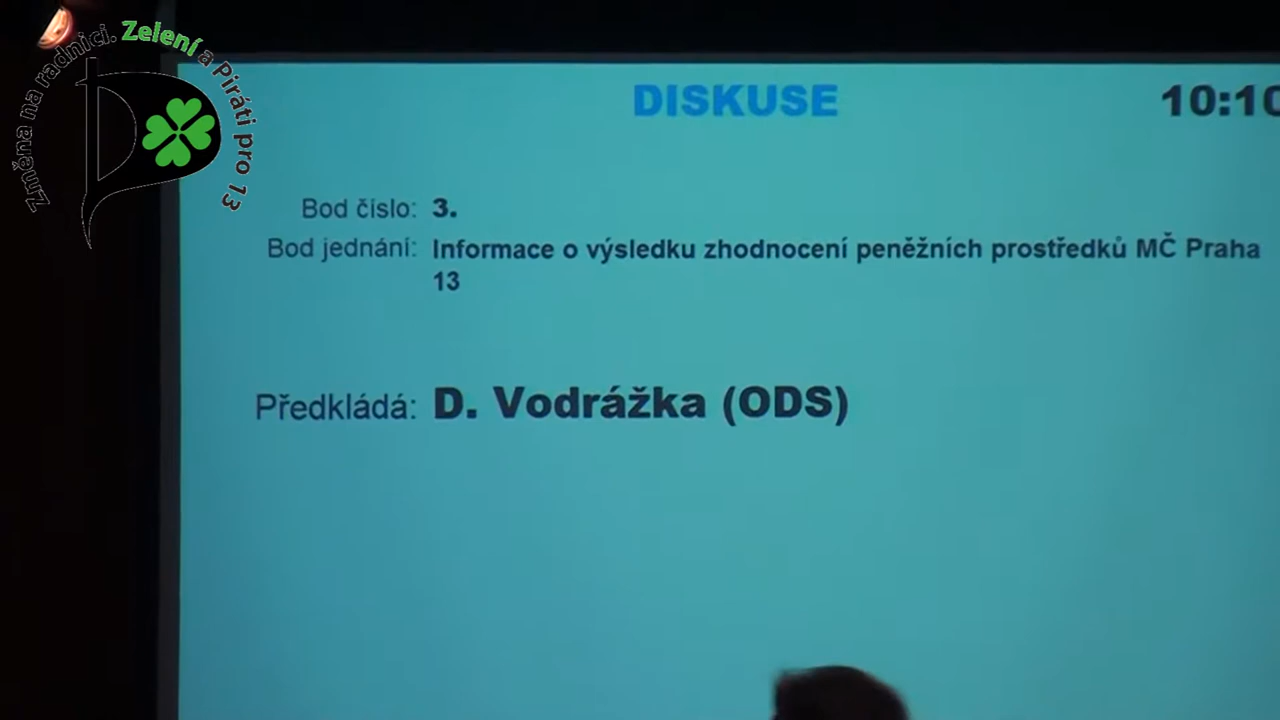 Změna na radnici. Zelení a Piráti pro 13
DISKUSE
10:10
Bod číslo: 3.
Bod jednání: Informace o výsledku zhodnocení peněžních prostředků MČ Praha
13
Předkládá: D. Vodrážka (ODS)